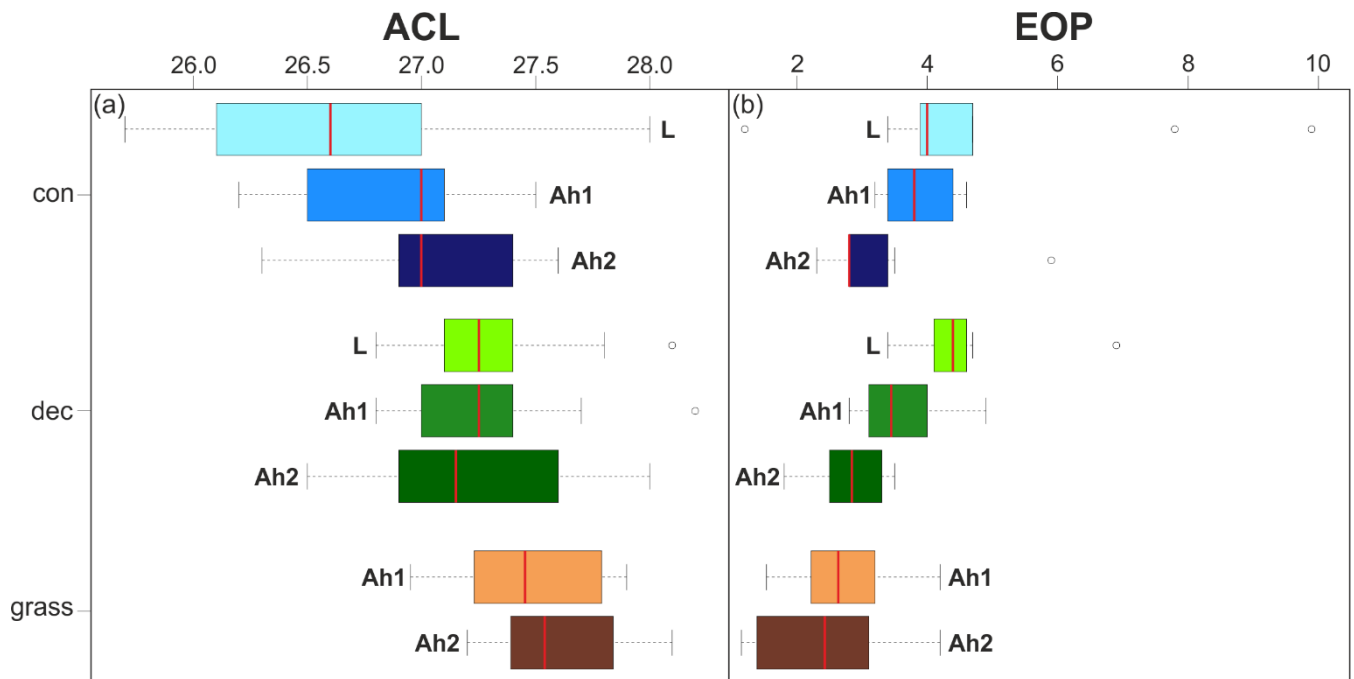 ACL EOP
26.0 26.5 27.0 27.5 28.0 2 4 6 8 10
(a) (b)
L L
con Ah1 Ah1
Ah2 Ah2
L L
dec Ah1 Ah1
Ah2 Ah2
Ah1 Ah1
grass
Ah2 Ah2